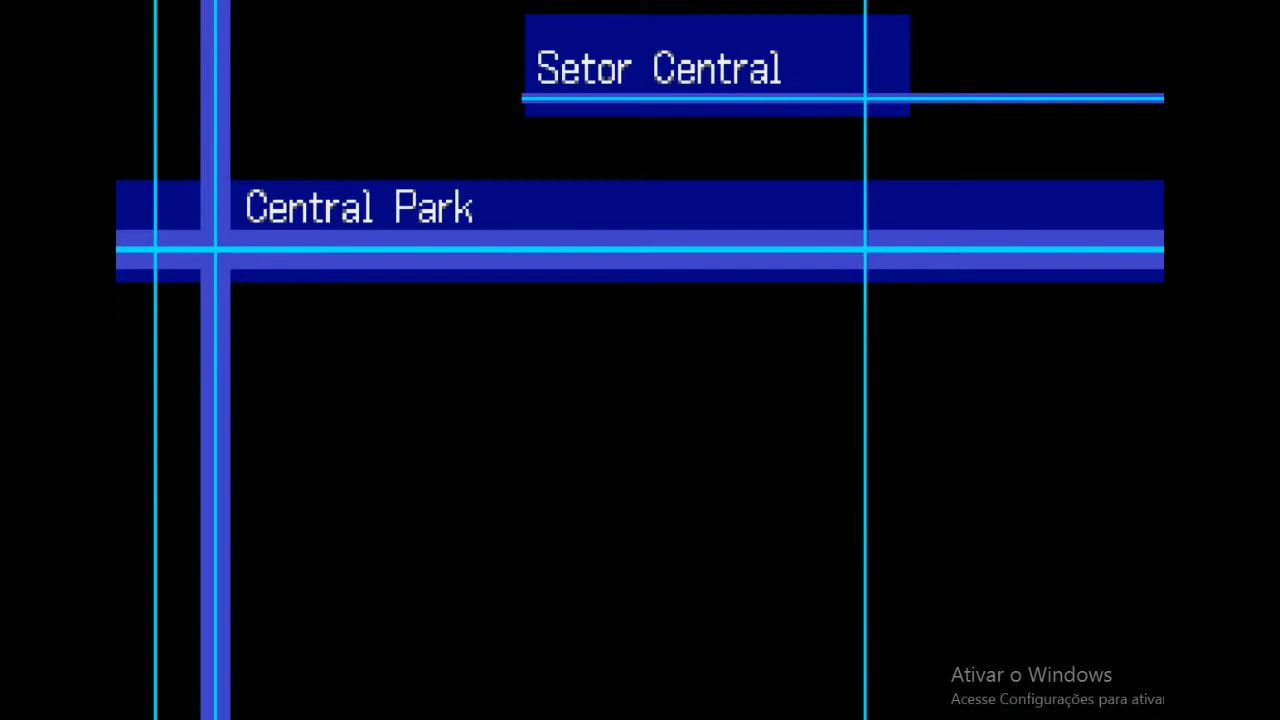 Setor Central
Central Park
Ativar o Windows
Acesse Configurações para ativar